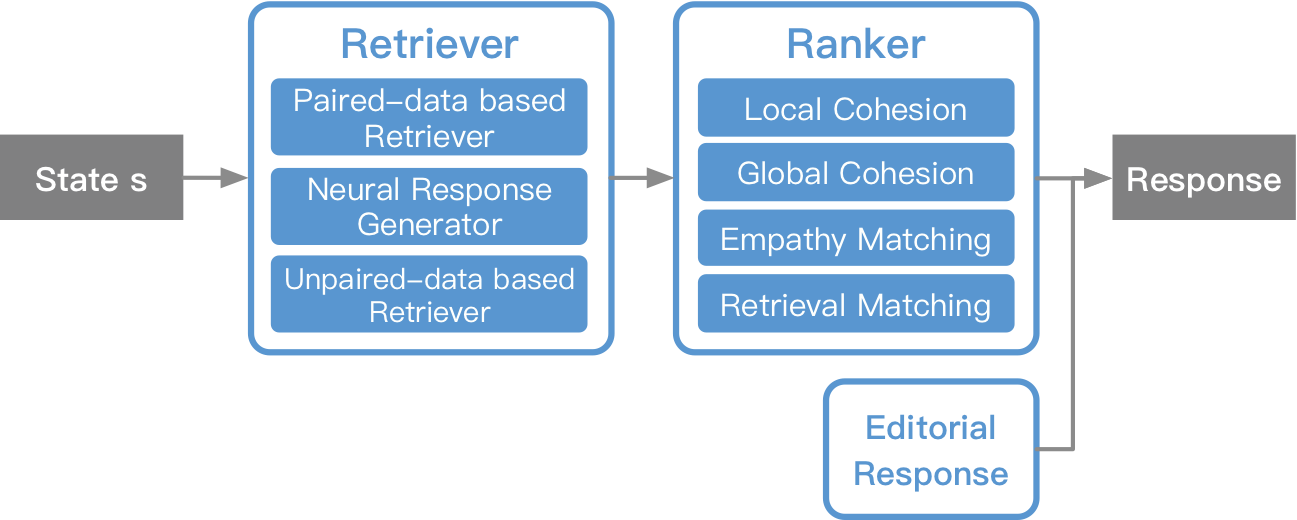 State s
Retriever
Paired-data based
Retriever
Neural Response
Generator
Unpaired-data based
Retriever
Ranker
Local Cohesion
Global Cohesion
Empathy Matching
Retrieval Matching
Editorial
Response
Response